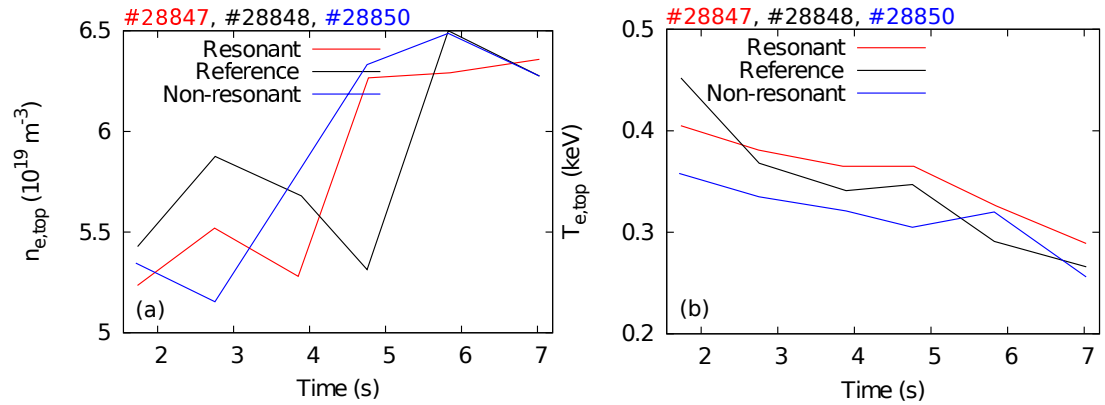 #28847, #28848, #28850
n_e,top (10^19 m^-3)
6.5
6
5.5
5
Resonant
Reference
Non-resonant
(a)
2 3 4 5 6 7
Time (s)
#28847, #28848, #28850
T_e,top (keV)
0.5
0.4
0.3
0.2
Resonant
Reference
Non-resonant
(b)
2 3 4 5 6 7
Time (s)